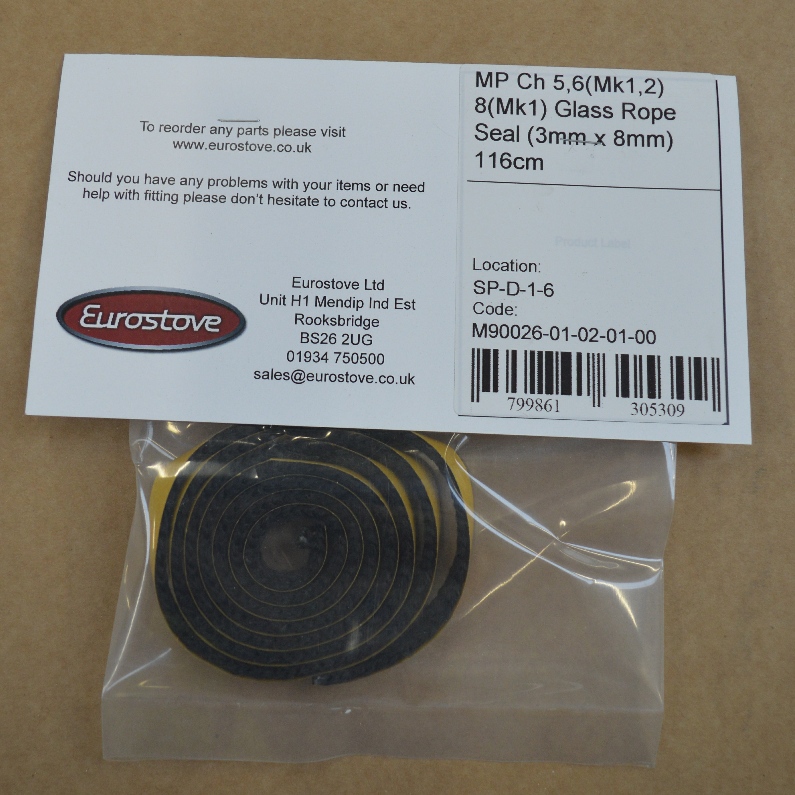 To reorder any parts please visit
www.eurostove.co.uk
Should you have any problems with your items or need
help with fitting please don't hesitate to contact us.
Eurostove
Eurostove Ltd
Unit H1 Mendip Ind Est
Rooksbridge
BS26 2UG
01934 750500
sales@eurostove.co.uk
MP Ch 5,6(Mk1,2)
8(Mk1) Glass Rope
Seal (3mm x 8mm)
116cm
Product Label
Location:
SP-D-1-6
Code:
M90026-01-02-01-00
799861 305309